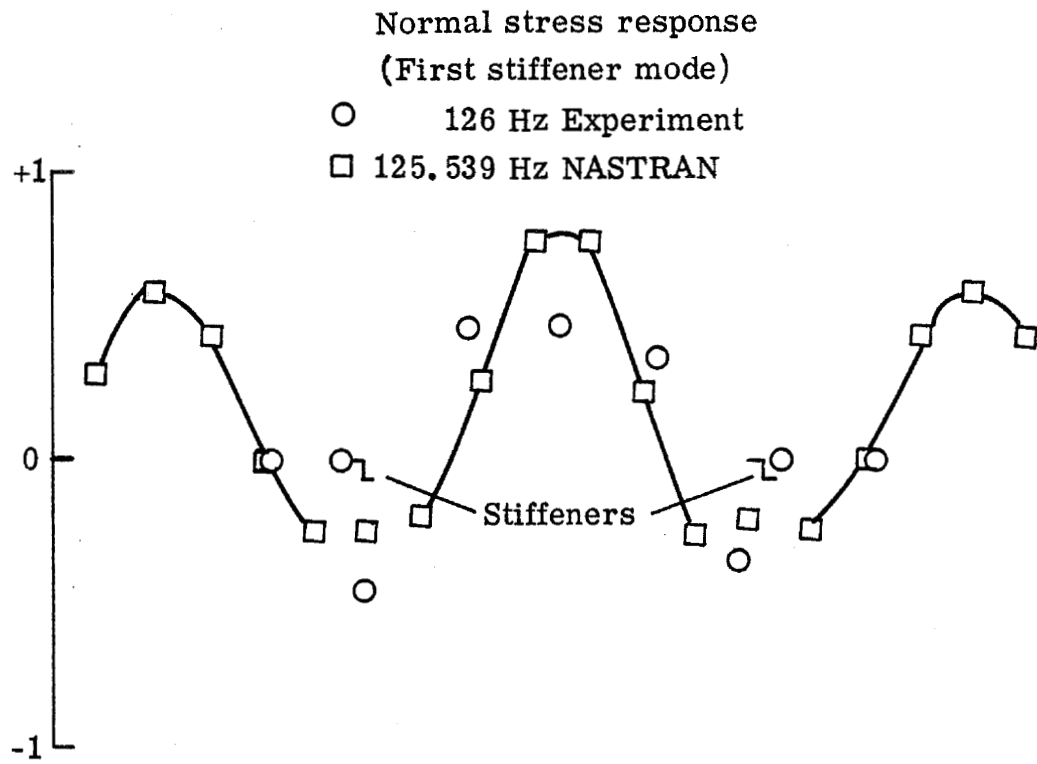 Normal stress response
(First stiffener mode)
126 Hz Experiment
125.539 Hz NASTRAN
+1
0
Stiffeners
-1